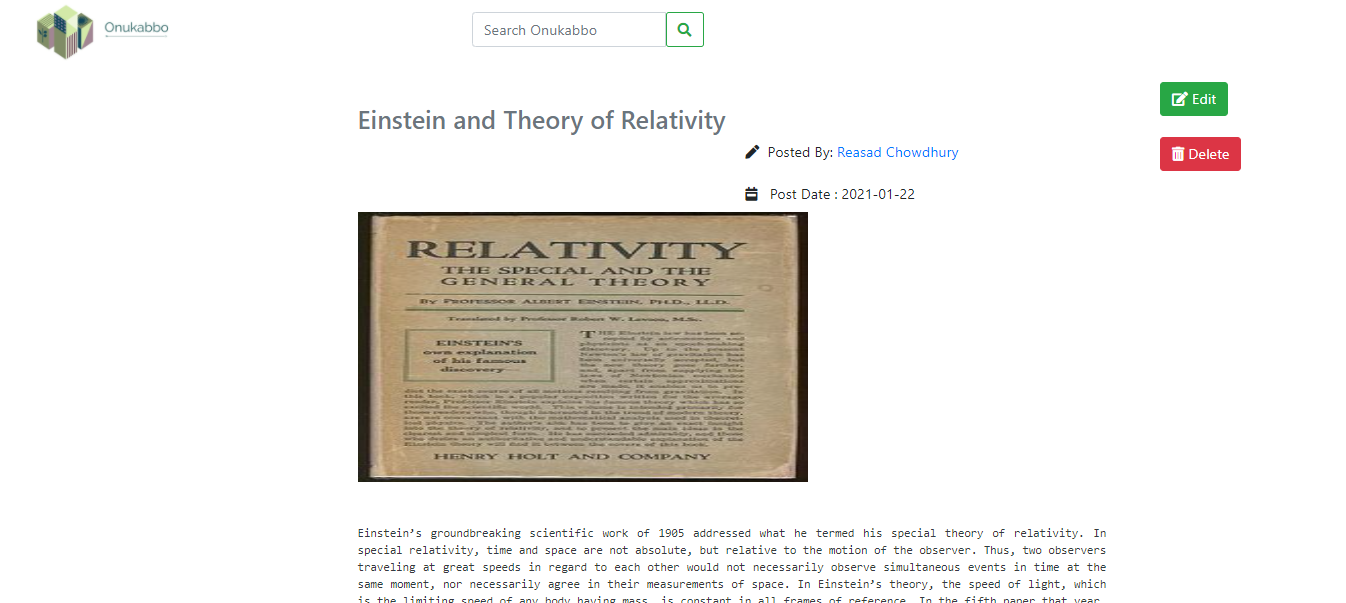 Onukabbo
Search Onukabbo
Edit
Einstein and Theory of Relativity
Posted By: Reasad Chowdhury
Delete
Post Date : 2021-01-22
RELATIVITY
THE SPECIAL AND THE
GENERAL THEORY
By PROFESSOR ALBERT EINSTEIN, PH.D., LL.D.
Translated by Professor Robert W. Lawson, M.Sc.
EINSTEIN'S
own explanation
of his famous
discovery
HENRY HOLT AND COMPANY
Einstein’s groundbreaking scientific work of 1905 addressed what he termed his special theory of relativity. In
special relativity, time and space are not absolute, but relative to the motion of the observer. Thus, two observers
traveling at great speeds in regard to each other would not necessarily observe simultaneous events in time at the
same moment, nor necessarily agree in their measurements of space. In Einstein’s theory, the speed of light, which
is the limiting speed of any body having mass, is constant in all frames of reference. In the fifth paper that year,